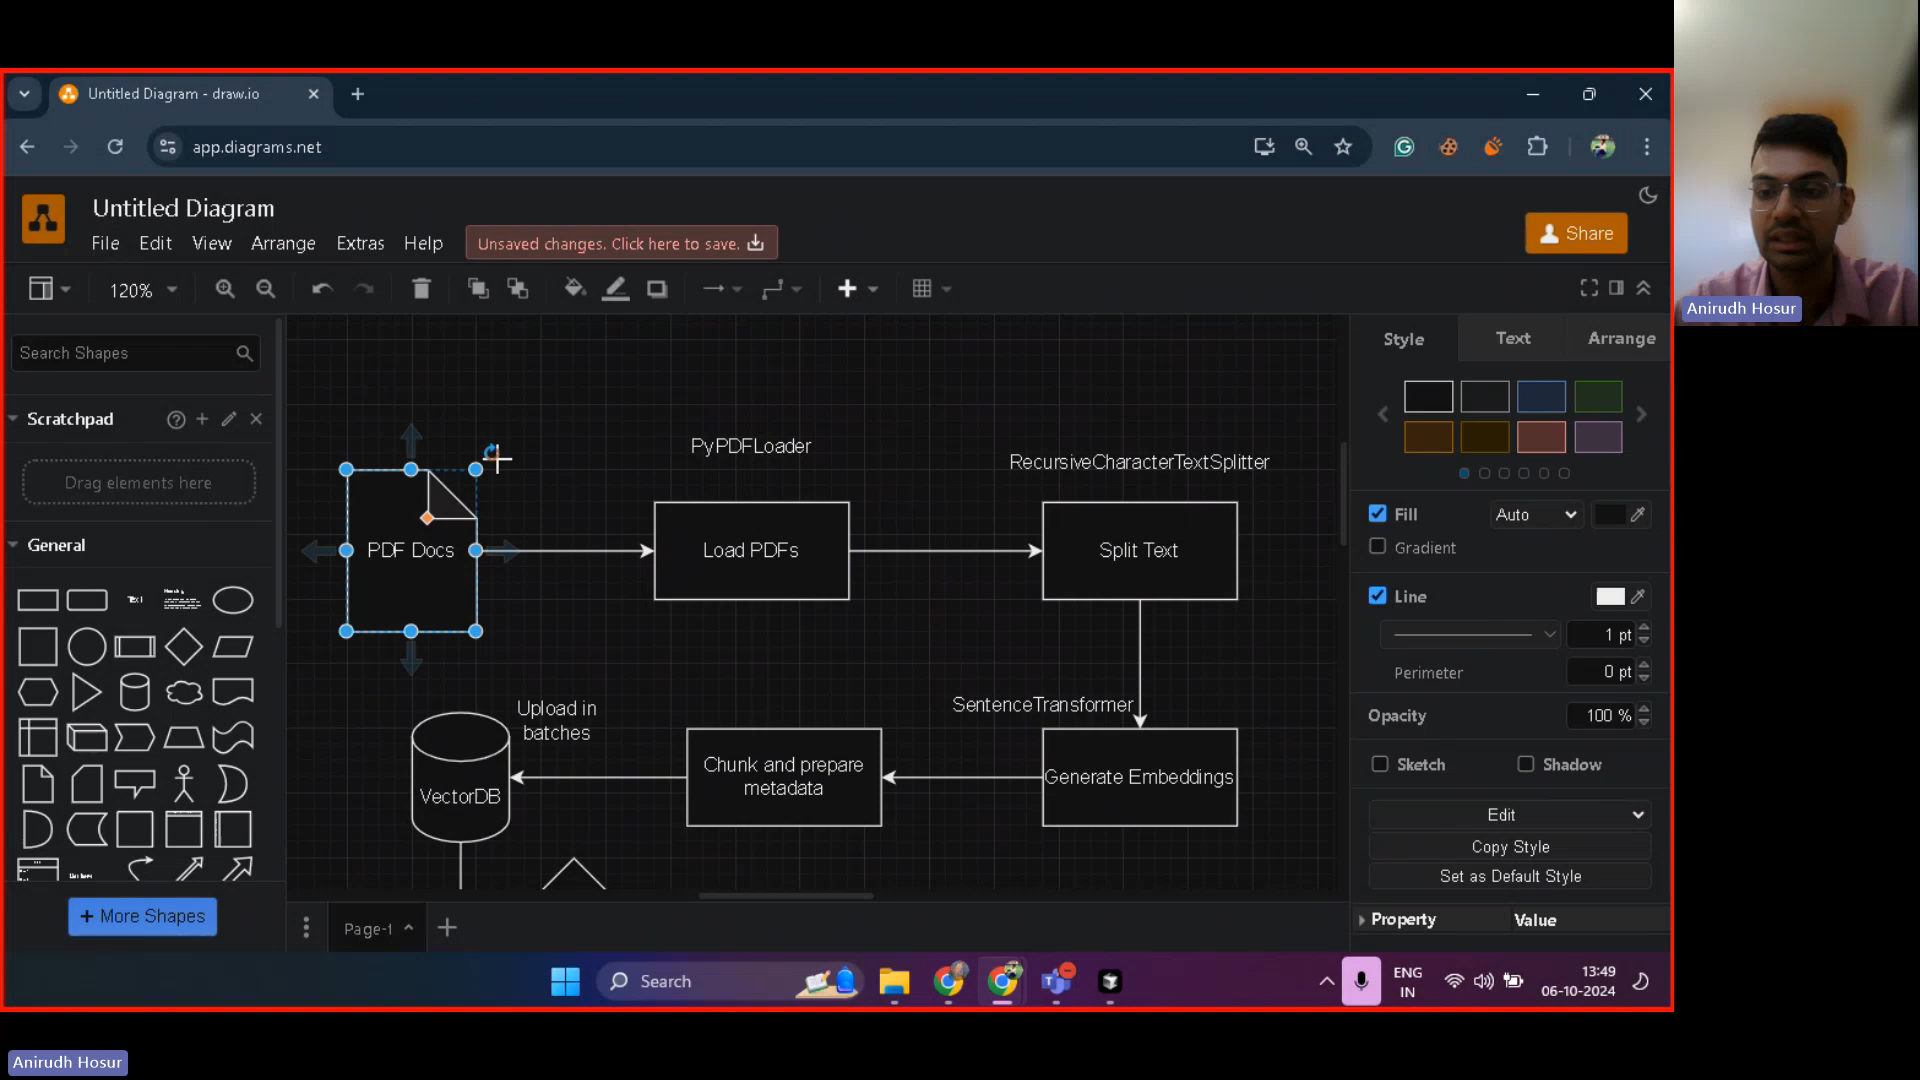 Untitled Diagram - draw.io
app.diagrams.net
Untitled Diagram
File Edit View Arrange Extras Help
Unsaved changes. Click here to save.
Share
120%
Search Shapes
Scratchpad
Drag elements here
General
Text
More Shapes
PyPDFLoader
RecursiveCharacterTextSplitter
PDF Docs
Load PDFs
Split Text
Upload in
batches
SentenceTransformer
VectorDB
Chunk and prepare
metadata
Generate Embeddings
Page-1
Style Text Arrange
Fill
Auto
Gradient
Line
1 pt
Perimeter
0 pt
Opacity
100 %
Sketch
Shadow
Edit
Copy Style
Set as Default Style
Property Value
Search
ENG
IN
13:49
06-10-2024
Anirudh Hosur
Anirudh Hosur